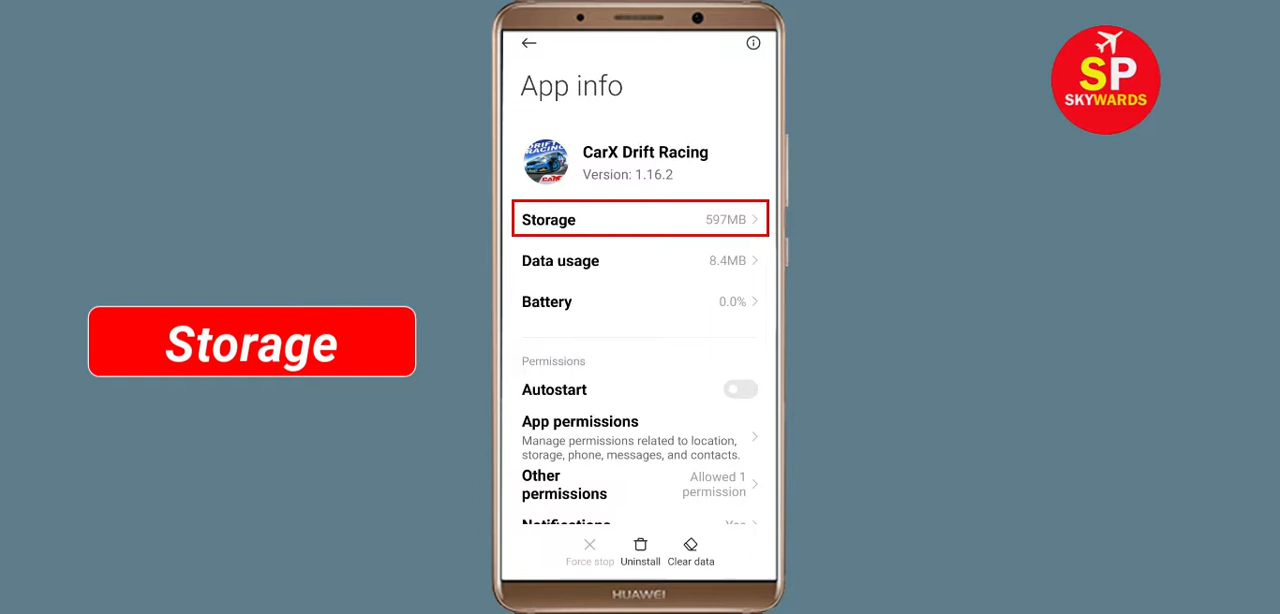 SP
SKYWARDS
App info
CarX Drift Racing
Version: 1.16.2
Storage 597MB
Data usage 8.4MB
Battery 0.0%
Storage
Permissions
Autostart
App permissions
Manage permissions related to location,
storage, phone, messages, and contacts.
Other
permissions
Allowed 1
permission
Notifications Yes
Force stop Uninstall Clear data
HUAWEI